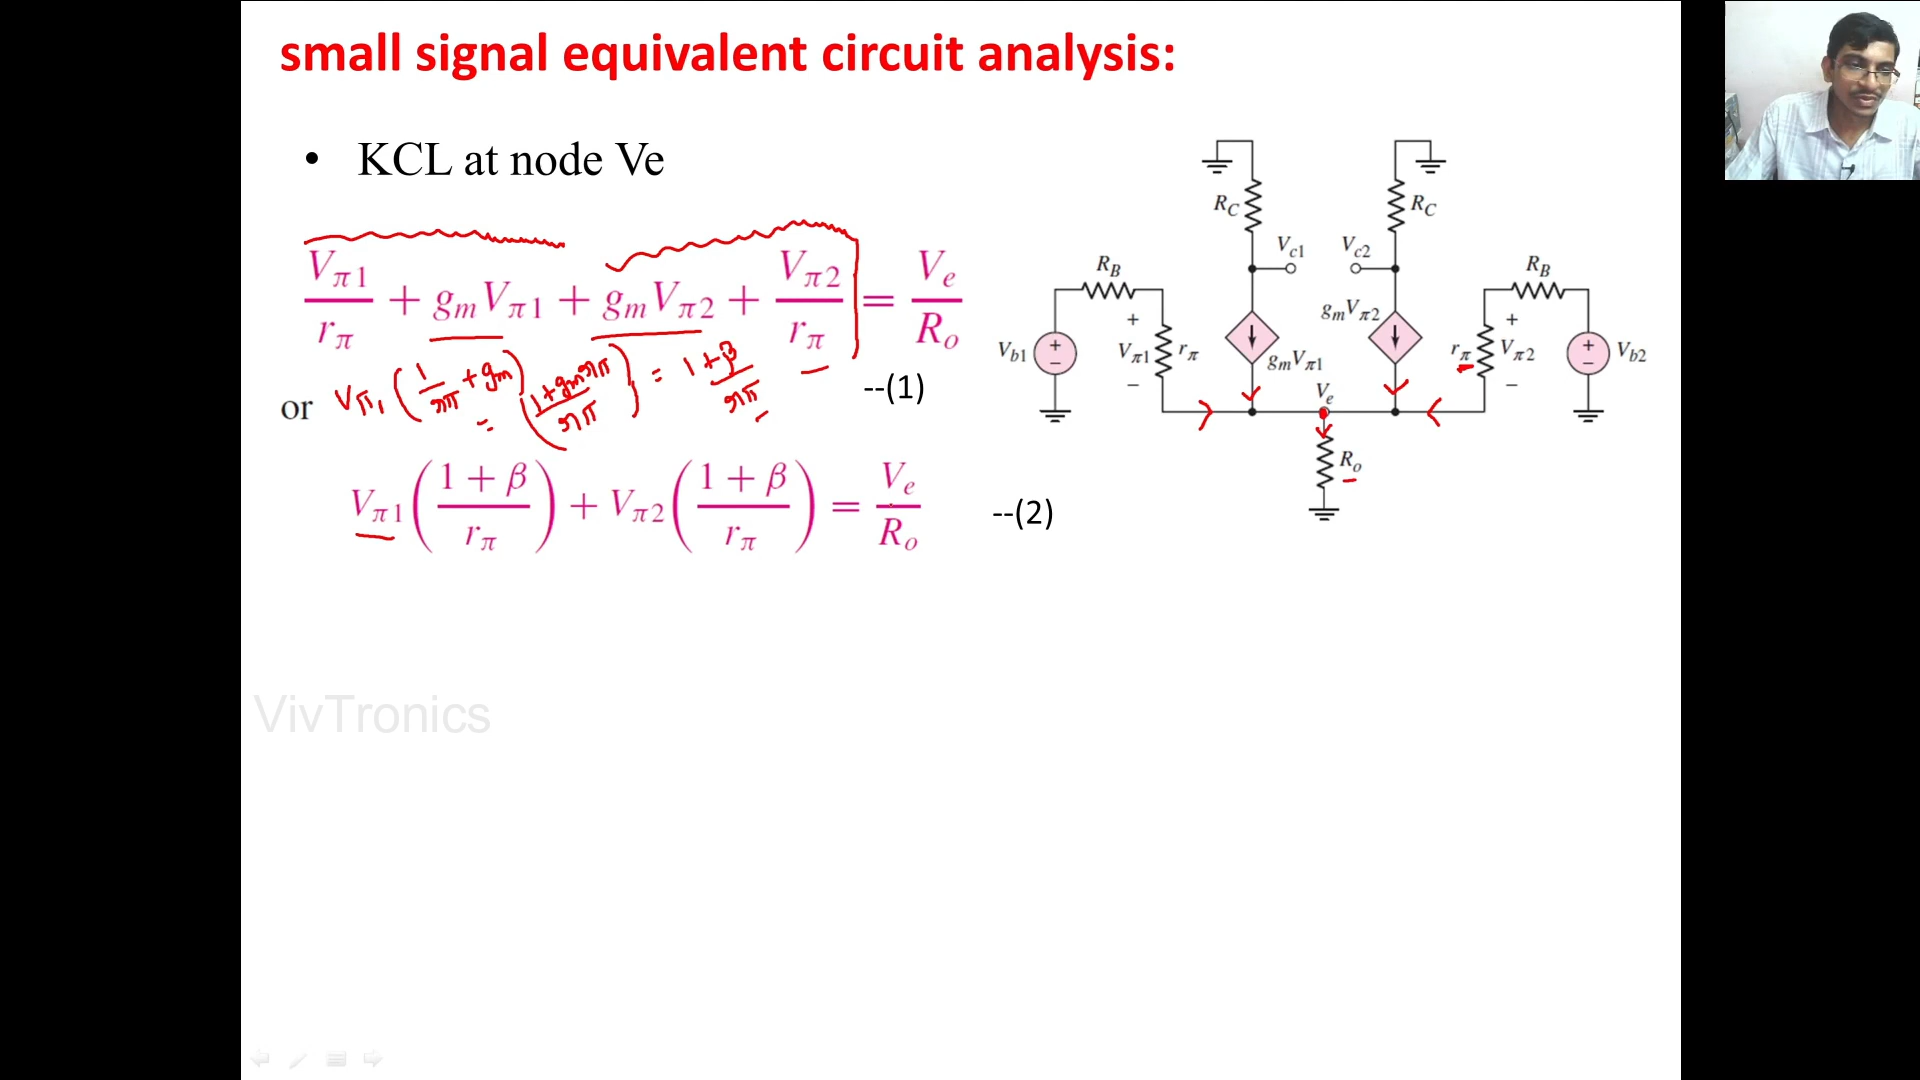 small signal equivalent circuit analysis:
• KCL at node Ve
Vπ1/rπ + gmVπ1 + gmVπ2 + Vπ2/rπ = Ve/Ro
--(1)
or Vπ1 (1/rπ + gm) = (1+gmrπ/rπ) = 1+β/rπ
Vπ1(1 + β/rπ) + Vπ2(1 + β/rπ) = Ve/Ro --(2)
RC RC
Vc1 Vc2
RB RB
gmVπ2
Vb1 + − + Vπ1 − rπ gmVπ1 rπ + Vπ2 − + − Vb2
Ve
Ro
VivTronics